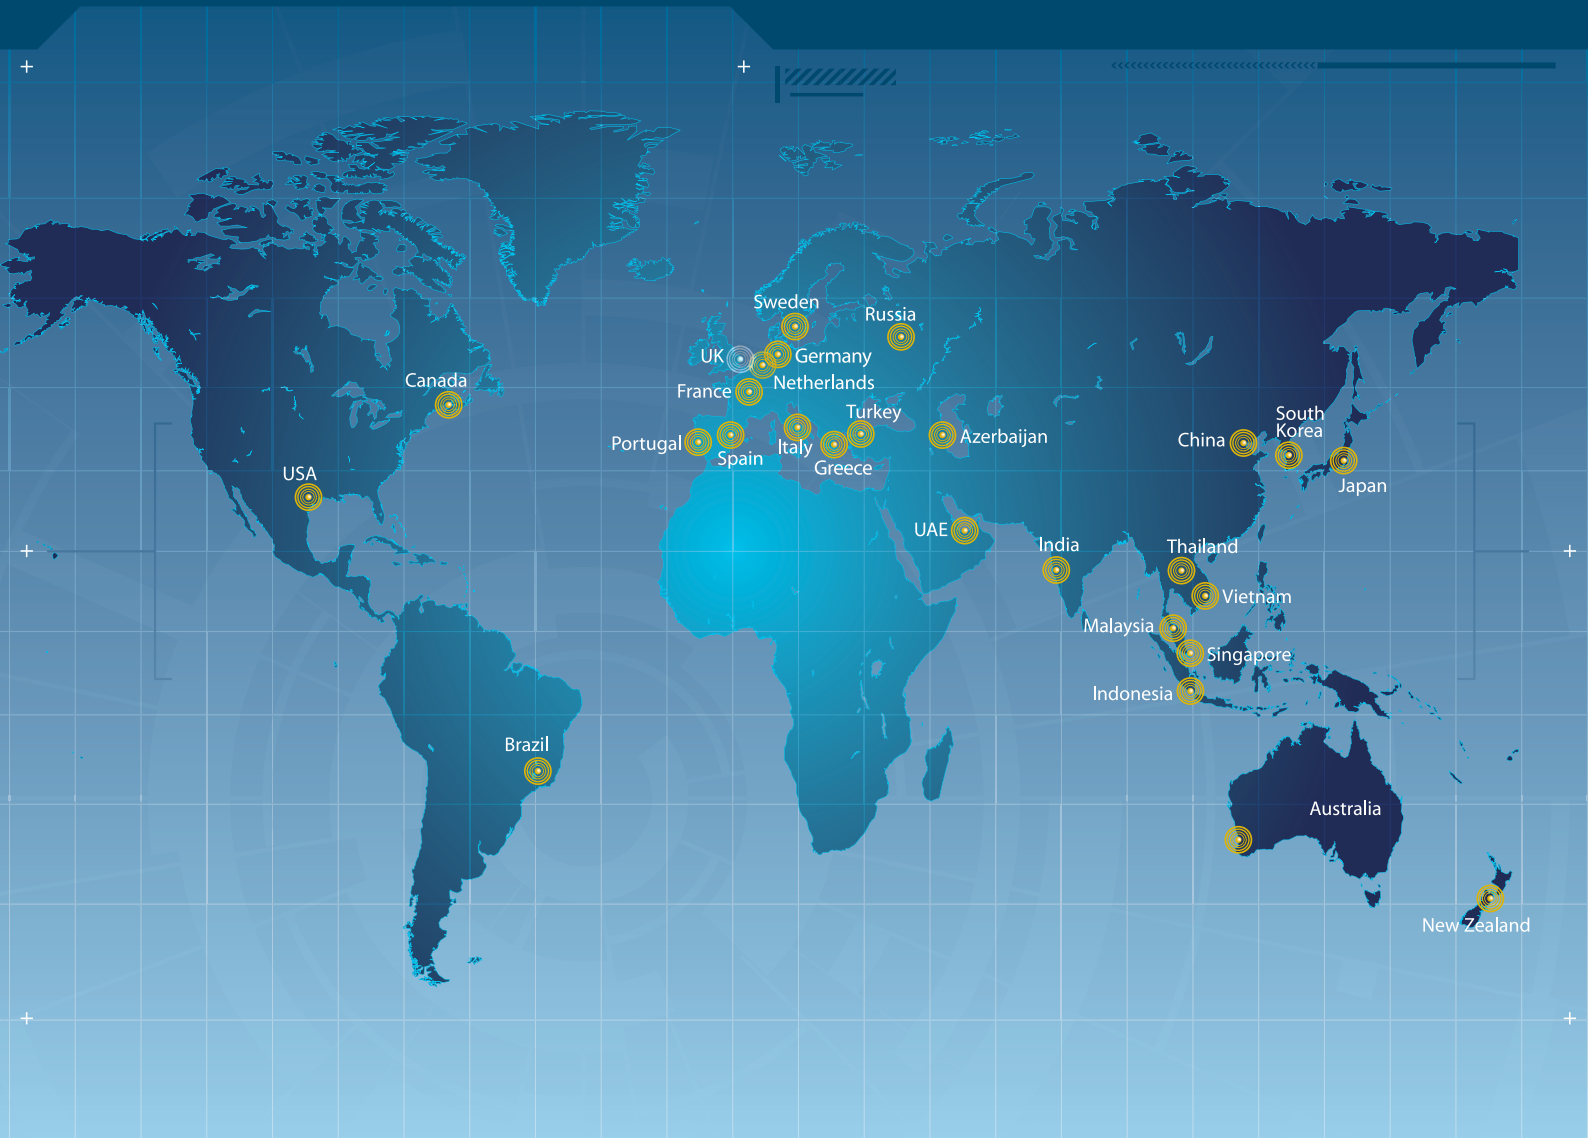 Sweden
Russia
UK
Germany
Canada
France
Netherlands
Turkey
South
Korea
Portugal
Spain
Italy
Greece
Azerbaijan
China
USA
Japan
UAE
India
Thailand
Vietnam
Malaysia
Singapore
Indonesia
Brazil
Australia
New Zealand